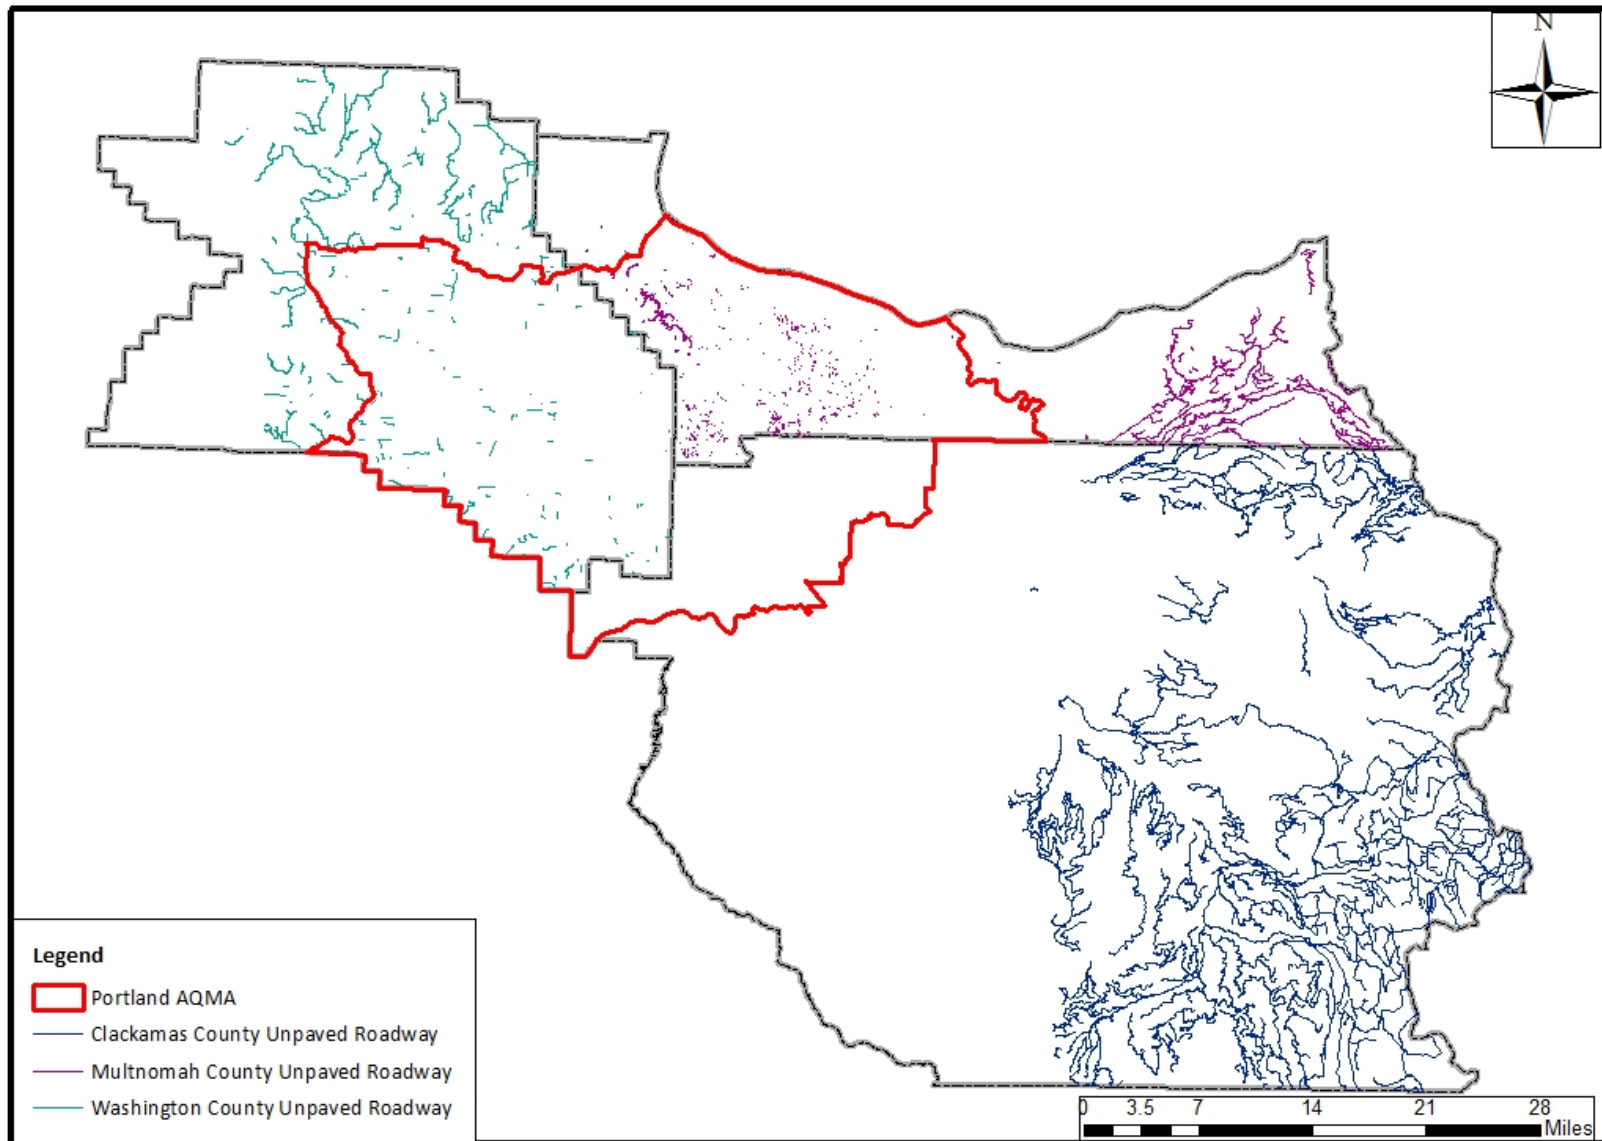 N
Legend
Portland AQMA
Clackamas County Unpaved Roadway
Multnomah County Unpaved Roadway
Washington County Unpaved Roadway
0 3.5 7 14 21 28
Miles